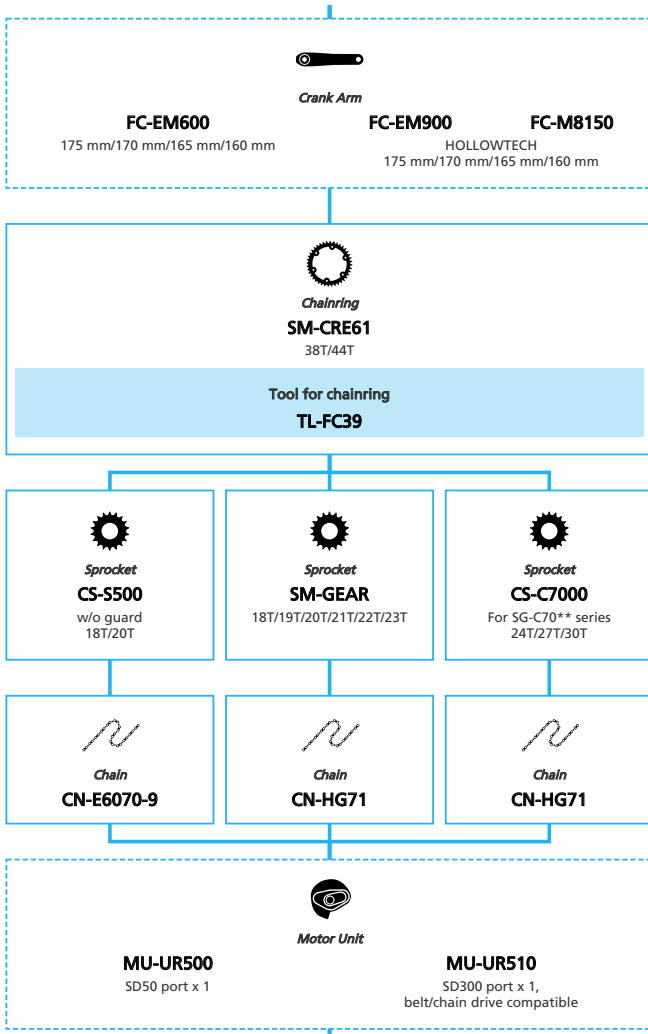 Crank Arm
FC-EM600
175 mm/170 mm/165 mm/160 mm
FC-EM900
FC-M8150
HOLLOWTECH
175 mm/170 mm/165 mm/160 mm
Chainring
SM-CRE61
38T/44T
Tool for chainring
TL-FC39
Sprocket
CS-S500
w/o guard
18T/20T
Sprocket
SM-GEAR
18T/19T/20T/21T/22T/23T
Sprocket
CS-C7000
For SG-C70** series
24T/27T/30T
Chain
CN-E6070-9
Chain
CN-HG71
Chain
CN-HG71
Motor Unit
MU-UR500
SD50 port x 1
MU-UR510
SD300 port x 1,
belt/chain drive compatible